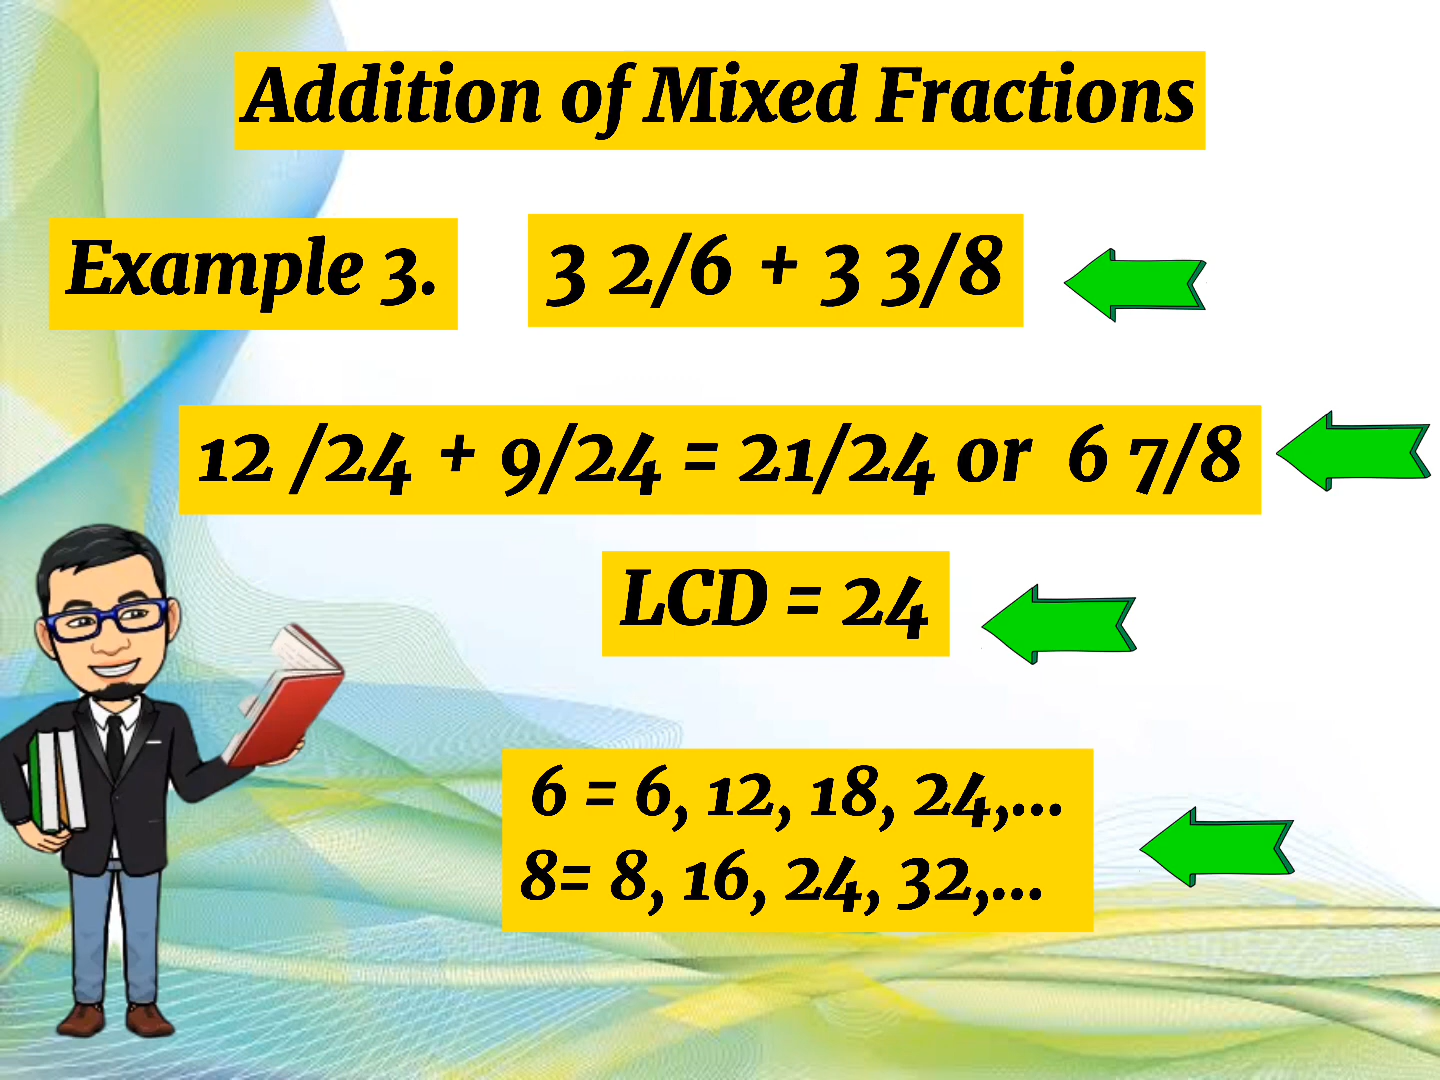 Addition of Mixed Fractions
Example 3.
3 2/6 + 3 3/8
12 /24 + 9/24 = 21/24 or 6 7/8
LCD = 24
6 = 6, 12, 18, 24,...
8= 8, 16, 24, 32,...